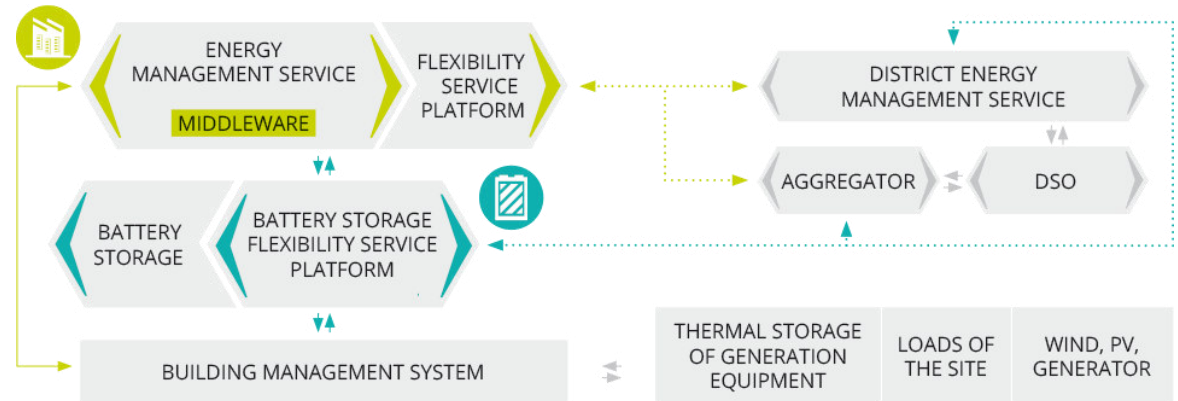 ENERGY
MANAGEMENT SERVICE
MIDDLEWARE
FLEXIBILITY
SERVICE
PLATFORM
DISTRICT ENERGY
MANAGEMENT SERVICE
AGGREGATOR
DSO
BATTERY
STORAGE
BATTERY STORAGE
FLEXIBILITY SERVICE
PLATFORM
BUILDING MANAGEMENT SYSTEM
THERMAL STORAGE
OF GENERATION
EQUIPMENT
LOADS OF
THE SITE
WIND, PV,
GENERATOR